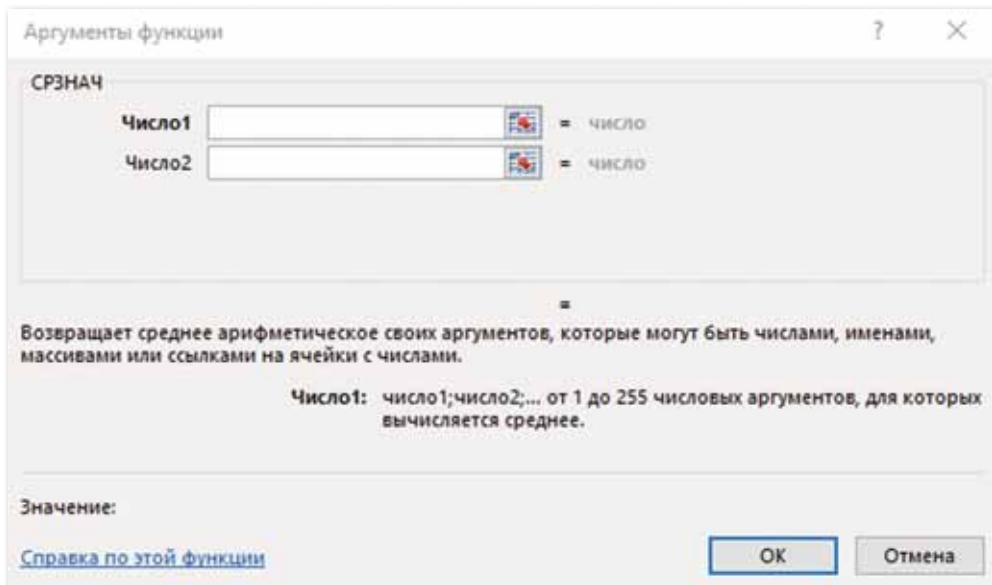 Аргументы функции ? ×
СРЗНАЧ
Число1 = число
Число2 = число
=
Возвращает среднее арифметическое своих аргументов, которые могут быть числами, именами,
массивами или ссылками на ячейки с числами.
Число1: число1;число2;... от 1 до 255 числовых аргументов, для которых
вычисляется среднее.
Значение:
Справка по этой функции ОК Отмена